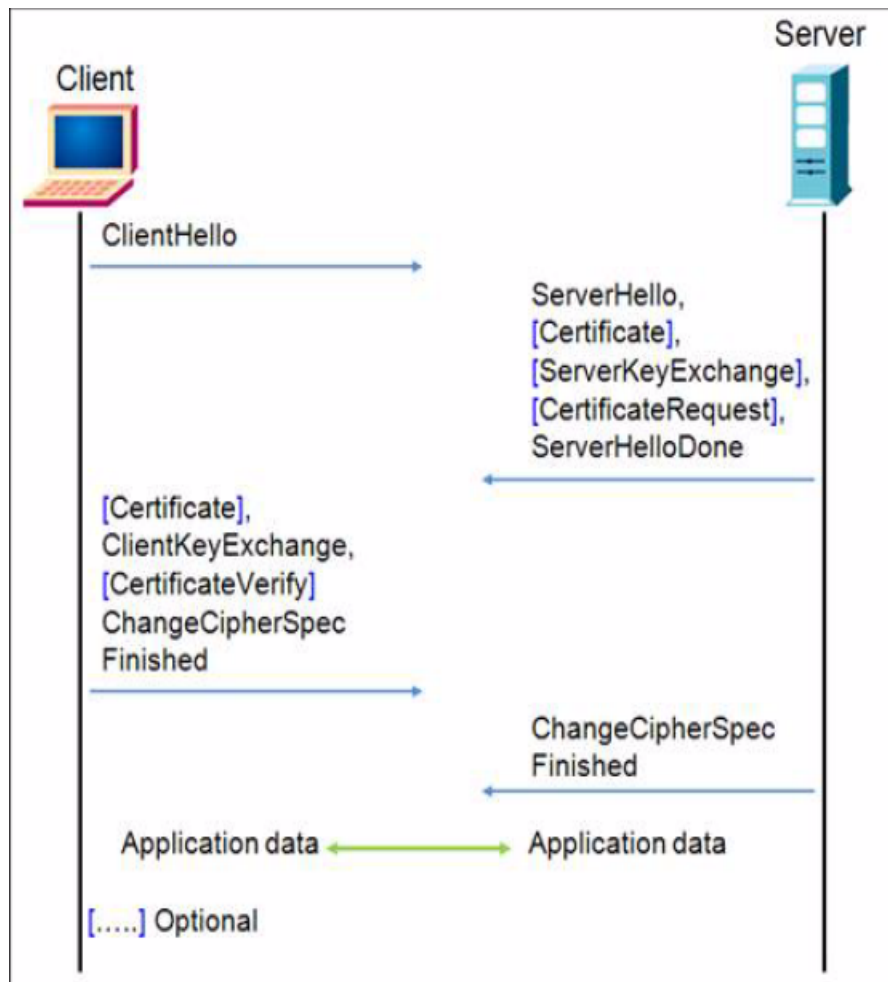 Server
Client
ClientHello
ServerHello,
[Certificate],
[ServerKeyExchange],
[CertificateRequest],
ServerHelloDone
[Certificate],
ClientKeyExchange,
[CertificateVerify]
ChangeCipherSpec
Finished
ChangeCipherSpec
Finished
Application data
Application data
[.....] Optional